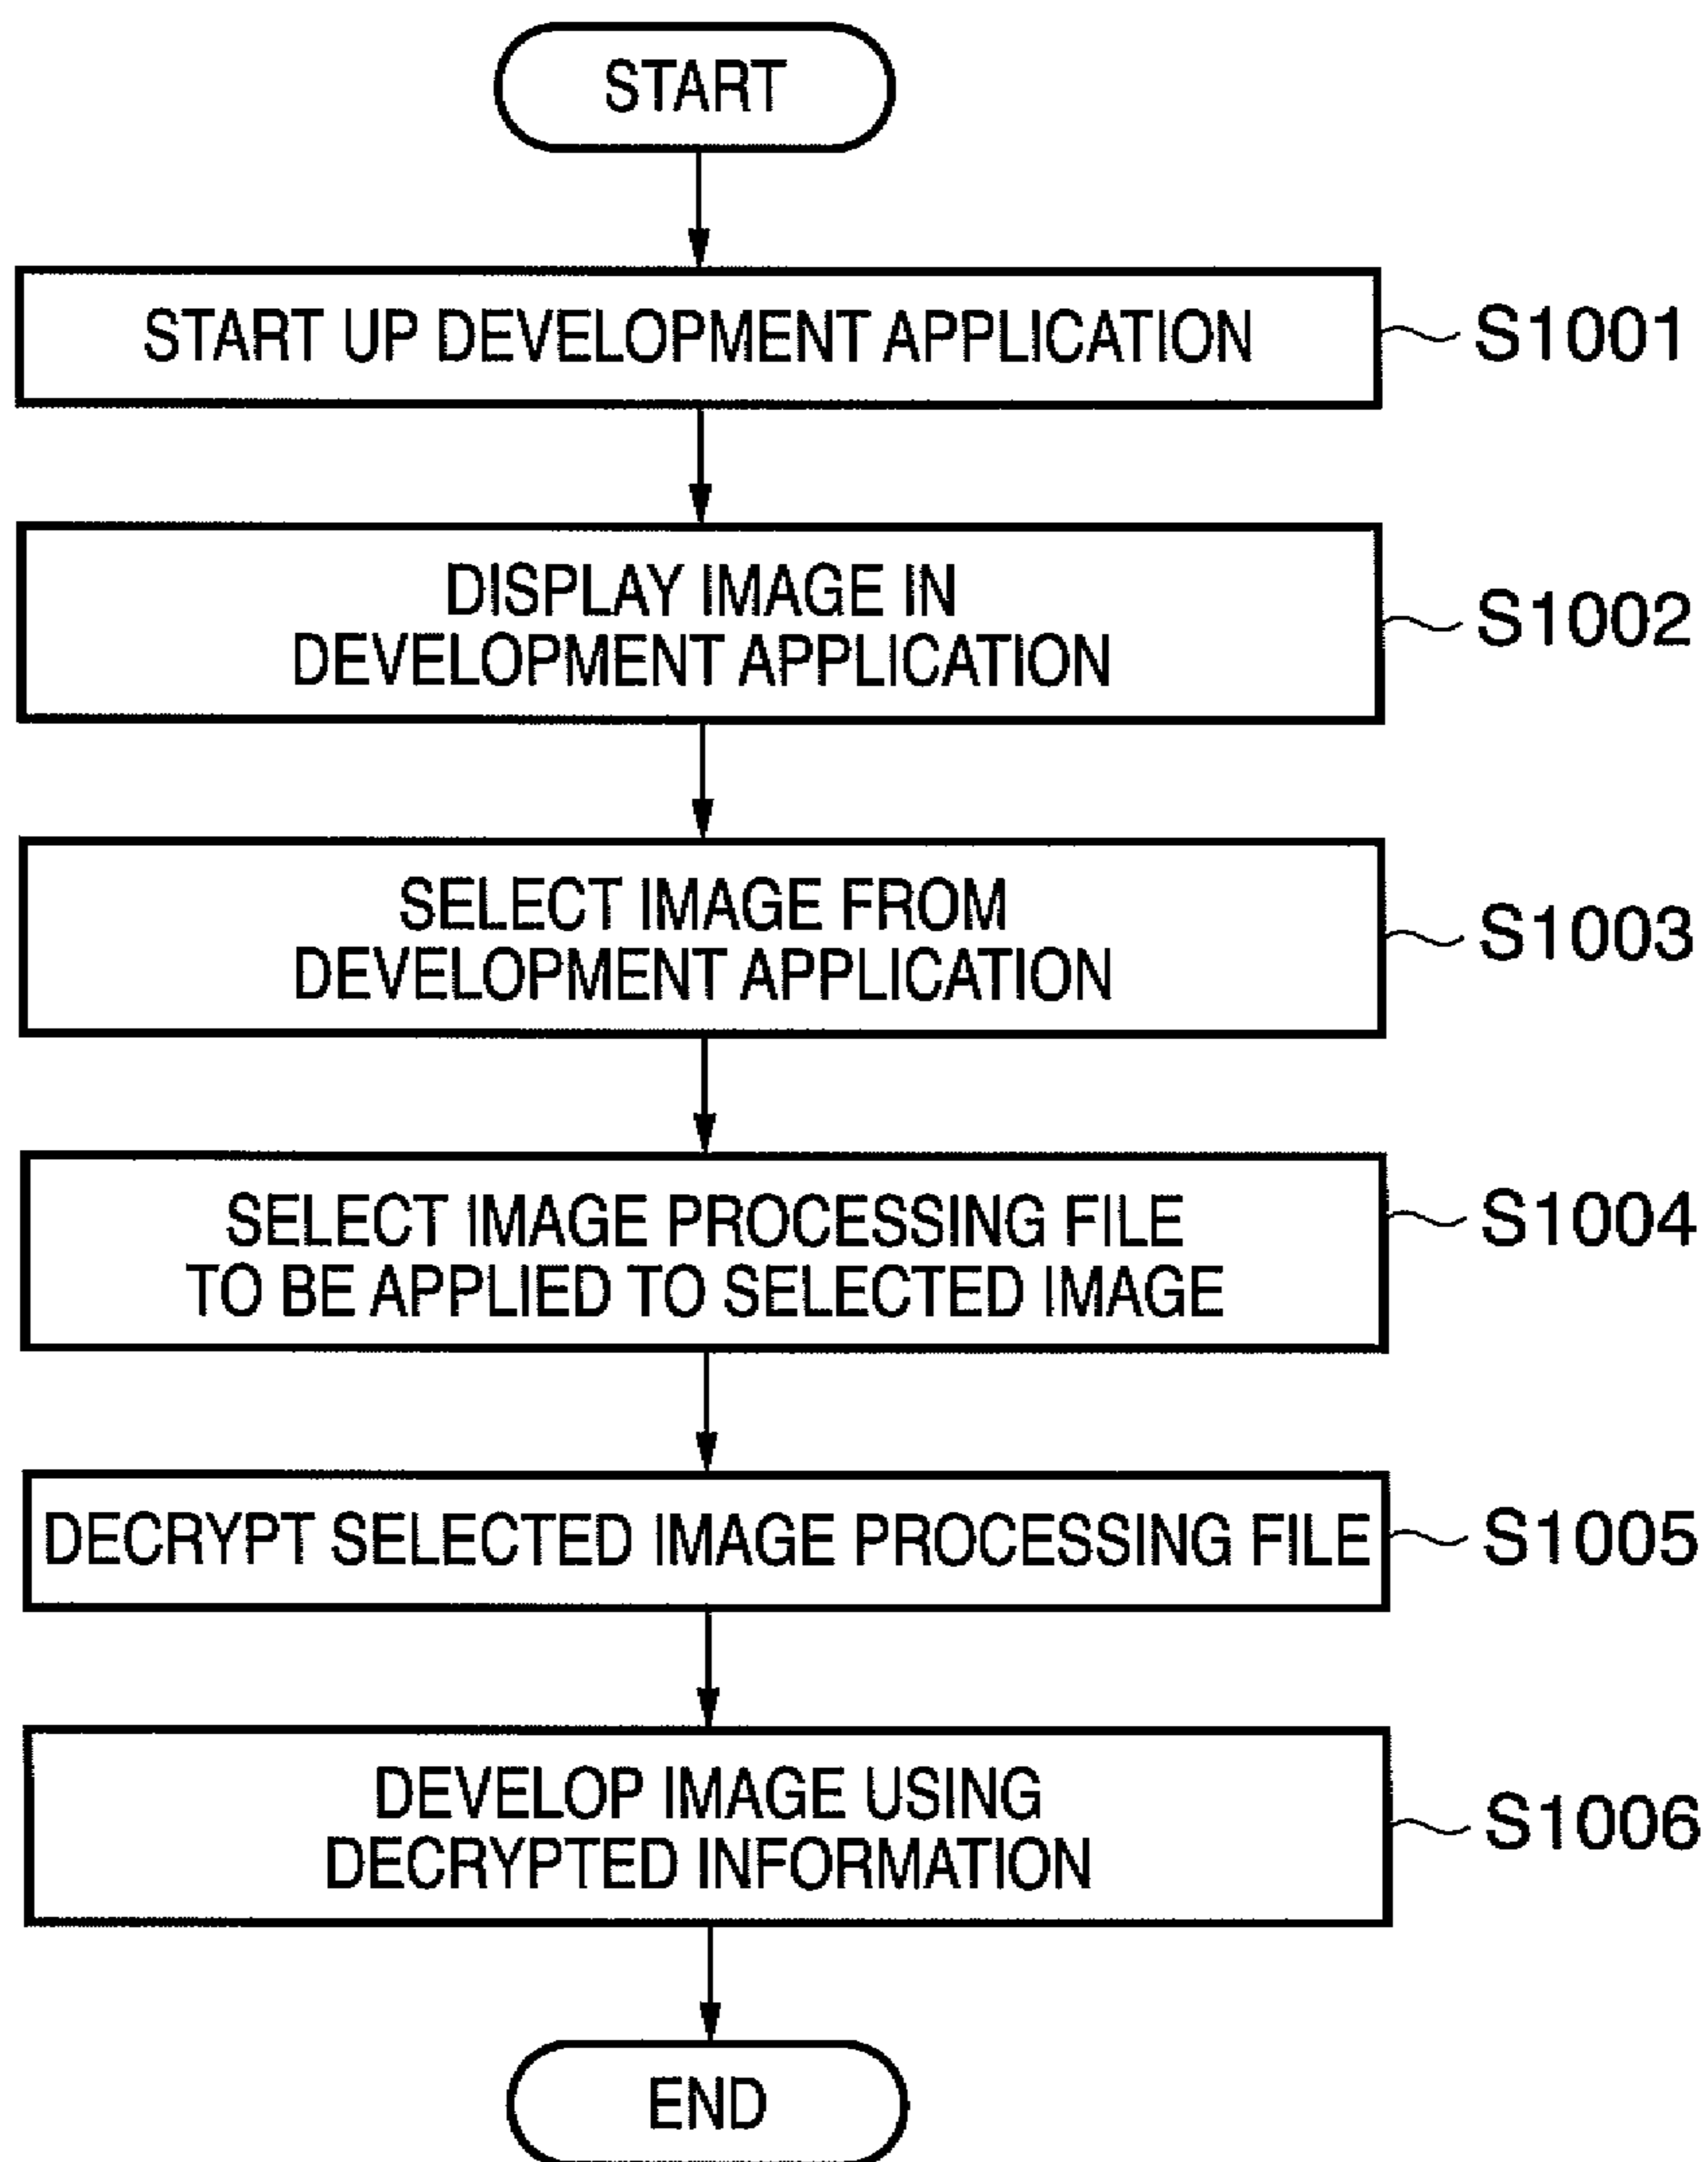 START
START UP DEVELOPMENT APPLICATION
S1001
DISPLAY IMAGE IN
DEVELOPMENT APPLICATION
S1002
SELECT IMAGE FROM
DEVELOPMENT APPLICATION
S1003
SELECT IMAGE PROCESSING FILE
TO BE APPLIED TO SELECTED IMAGE
S1004
DECRYPT SELECTED IMAGE PROCESSING FILE
S1005
DEVELOP IMAGE USING
DECRYPTED INFORMATION
S1006
END